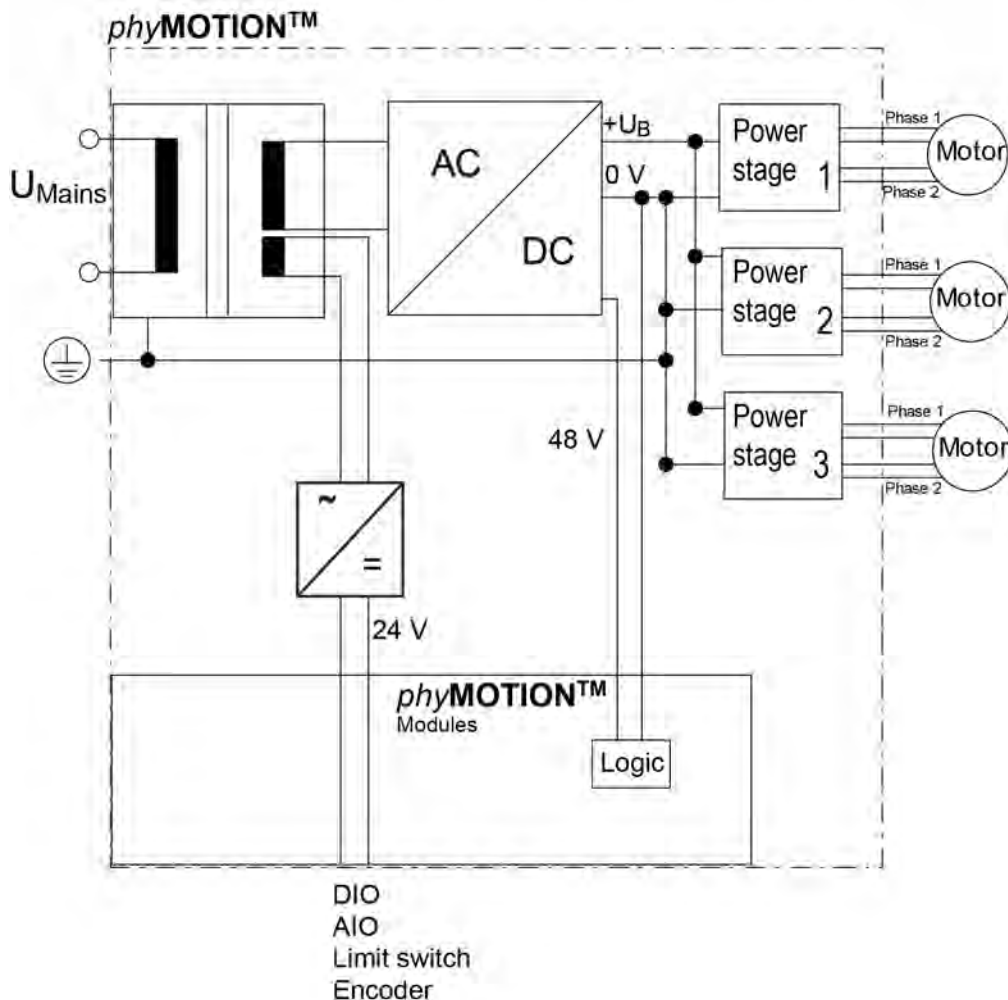 phyMOTION™
U Mains
AC
DC
+UB
0 V
Power
stage 1
Phase 1
Phase 2
Motor
Power
stage 2
Phase 1
Phase 2
Motor
Power
stage 3
Phase 1
Phase 2
Motor
48 V
~
=
24 V
phyMOTION™
Modules
Logic
DIO
AIO
Limit switch
Encoder